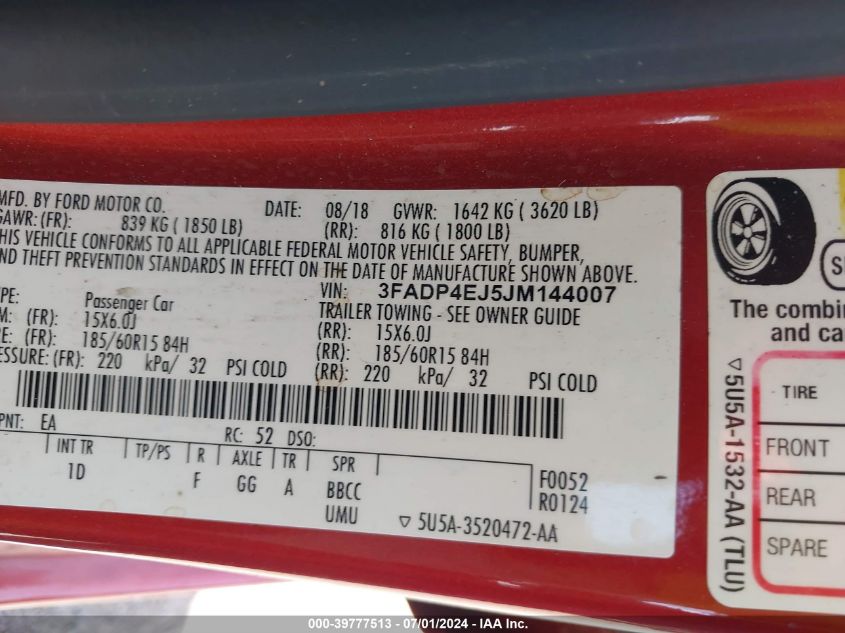 MFD. BY FORD MOTOR CO.
DATE: 08/18 GVWR: 1642 KG ( 3620 LB)
GAWR: (FR): 839 KG ( 1850 LB) (RR): 816 KG ( 1800 LB)
THIS VEHICLE CONFORMS TO ALL APPLICABLE FEDERAL MOTOR VEHICLE SAFETY, BUMPER,
AND THEFT PREVENTION STANDARDS IN EFFECT ON THE DATE OF MANUFACTURE SHOWN ABOVE.
VIN: 3FADP4EJ5JM144007
YPE: Passenger Car TRAILER TOWING - SEE OWNER GUIDE
M: (FR): 15X6.0J (RR): 15X6.0J
RE: (FR): 185/60R15 84H (RR): 185/60R15 84H
ESSURE: (FR): 220 kPa/ 32 PSI COLD (RR): 220 kPa/ 32 PSI COLD
PNT: EA RC: 52 DSO:
INT TR TP/PS R AXLE TR SPR
1D F GG A BBCC
UMU
F0052
R0124
5U5A-3520472-AA
5U5A-1532-AA (TLU)
The combin
and ca
TIRE
FRONT
REAR
SPARE
000-39777513 - 07/01/2024 - IAA Inc.